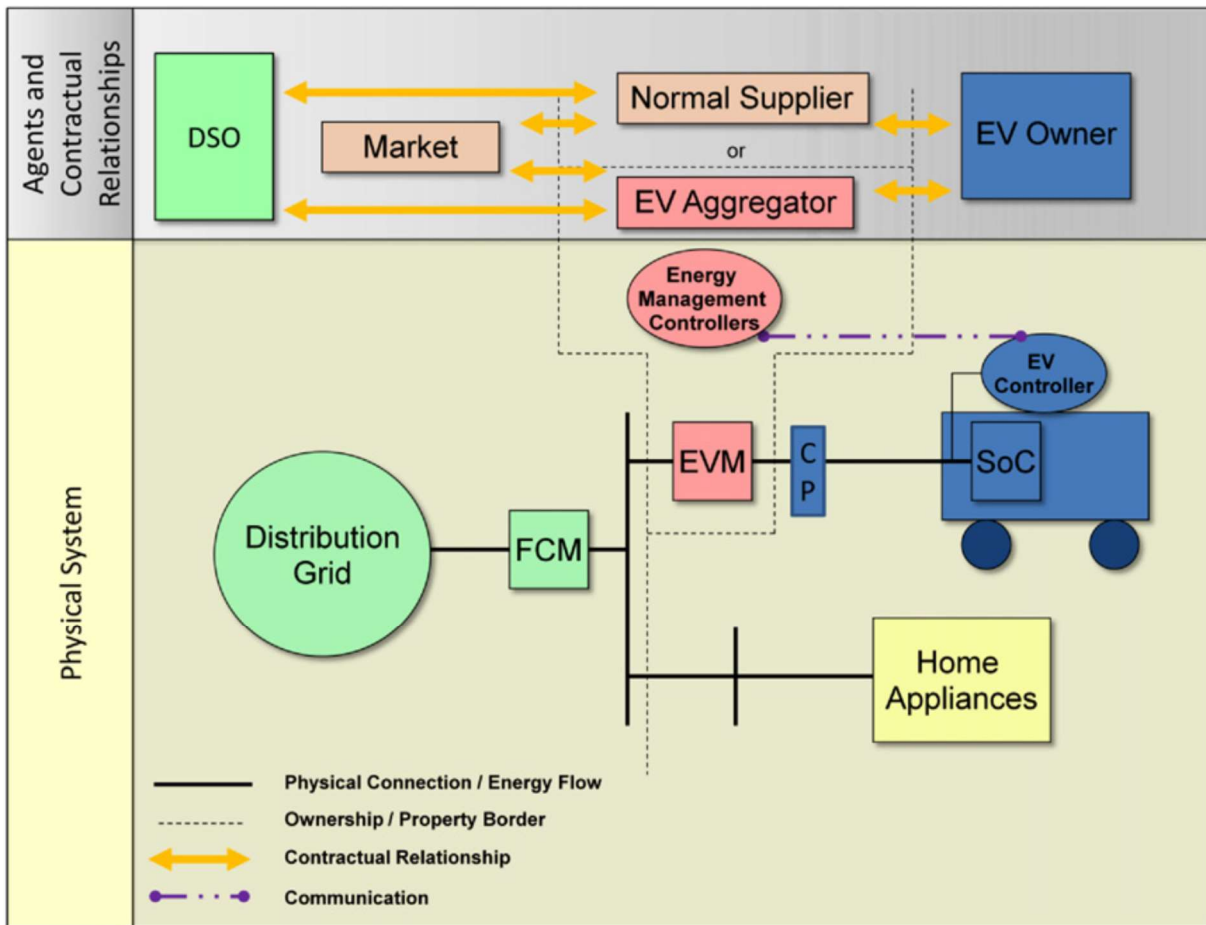 Agents and
Contractual
Relationships
DSO
Market
Normal Supplier
or
EV Aggregator
EV Owner
Physical System
Energy
Management
Controllers
EV
Controller
Distribution
Grid
FCM
EVM
C
P
SoC
Home
Appliances
Physical Connection / Energy Flow
Ownership / Property Border
Contractual Relationship
Communication